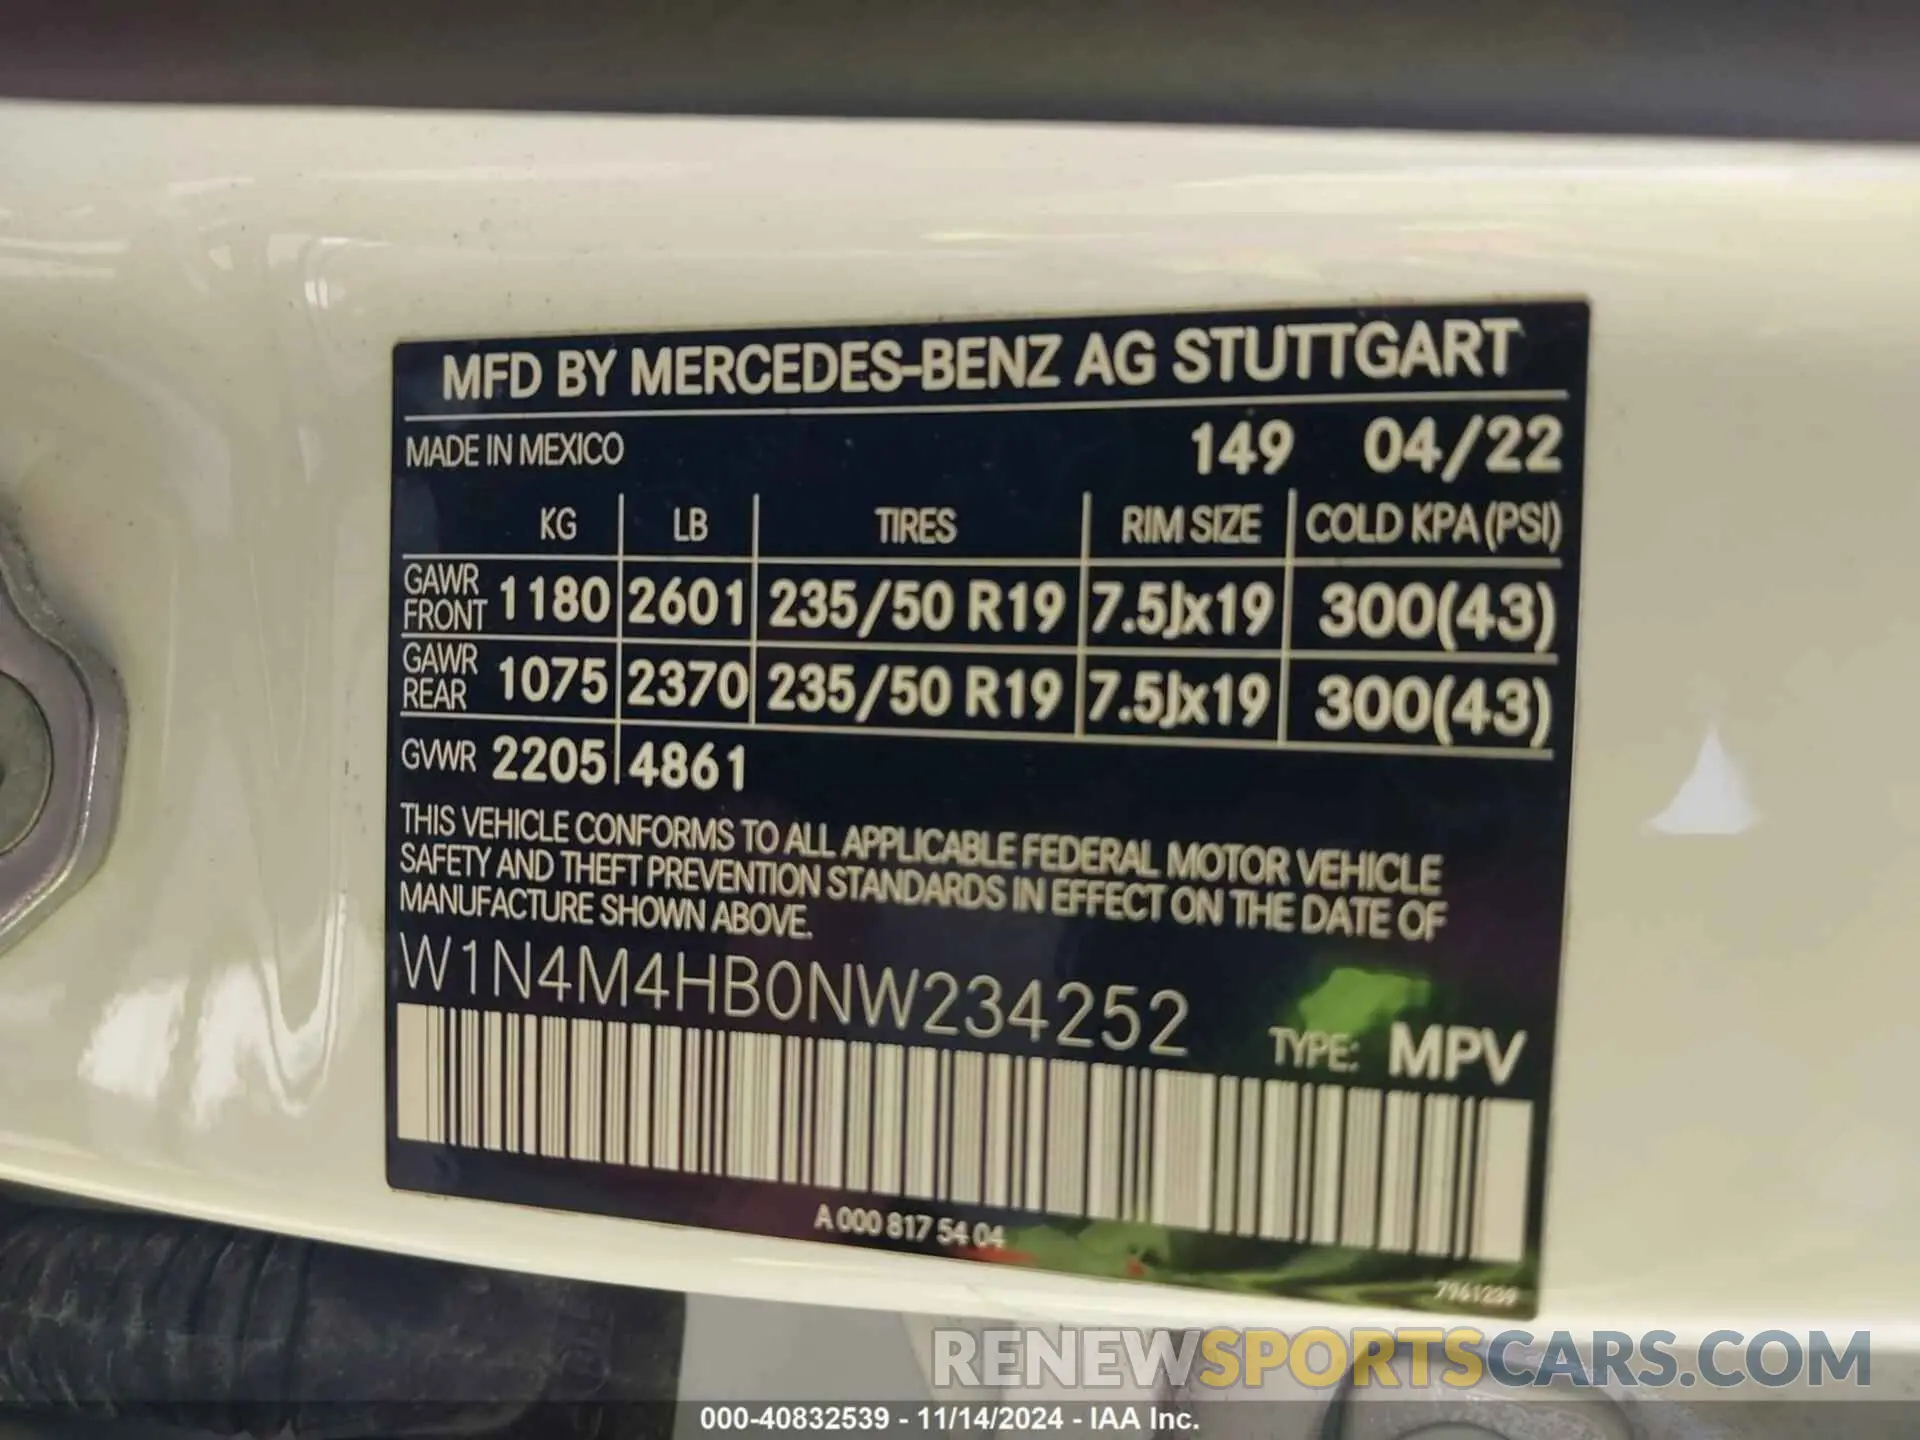 MFD BY MERCEDES-BENZ AG STUTTGART
MADE IN MEXICO 149 04/22
KG LB TIRES RIM SIZE COLD KPA (PSI)
GAWR FRONT 1180 2601 235/50 R19 7.5Jx19 300(43)
GAWR REAR 1075 2370 235/50 R19 7.5Jx19 300(43)
GVWR 2205 4861
THIS VEHICLE CONFORMS TO ALL APPLICABLE FEDERAL MOTOR VEHICLE
SAFETY AND THEFT PREVENTION STANDARDS IN EFFECT ON THE DATE OF
MANUFACTURE SHOWN ABOVE.
W1N4M4HB0NW234252
TYPE: MPV
A 000 817 54 04
7961239
RENEWSPORTSCARS.COM
000-40832539 - 11/14/2024 - IAA Inc.